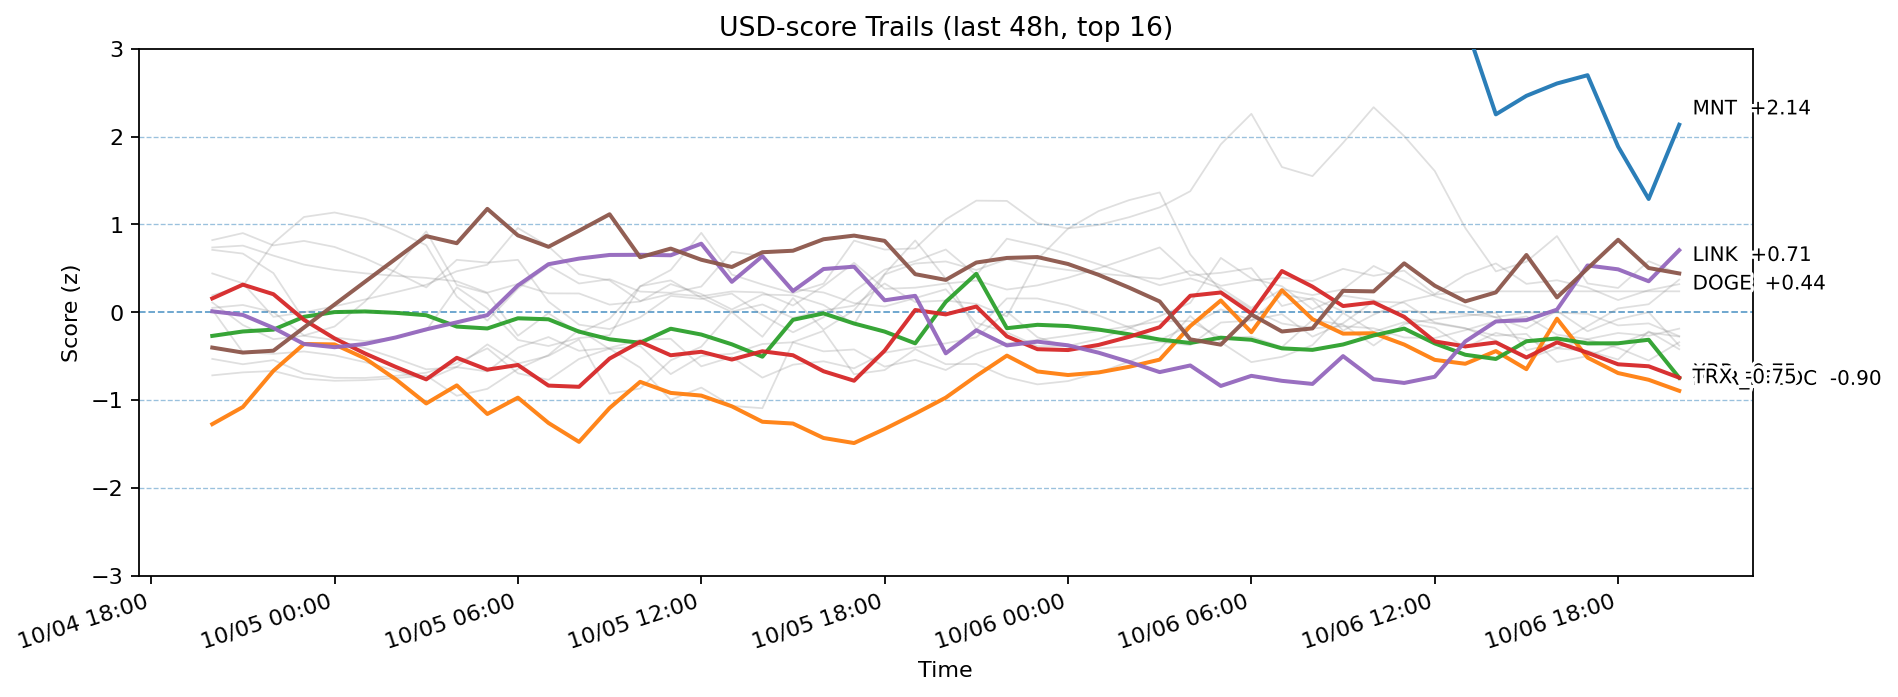 USD-score Trails (last 48h, top 16)
3
2
1
0
−1
−2
−3
Score (z)
MNT +2.14
LINK +0.71
DOGE +0.44
TRX -0.75
-0.90
10/04 18:00
10/05 00:00
10/05 06:00
10/05 12:00
10/05 18:00
10/06 00:00
10/06 06:00
10/06 12:00
10/06 18:00
Time